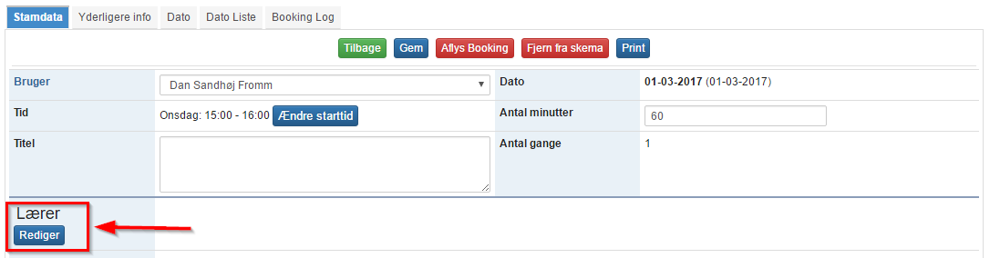 Stamdata Yderligere info Dato Dato Liste Booking Log
Tilbage Gem Aflys Booking Fjern fra skema Print
Bruger Dan Sandhøj Fromm Dato 01-03-2017 (01-03-2017)
Tid Onsdag: 15:00 - 16:00 Ændre starttid Antal minutter 60
Titel Antal gange 1
Lærer
Rediger